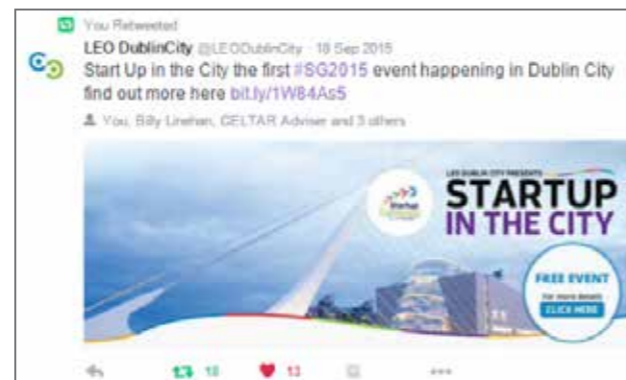 You Retweeted
LEO DublinCity @LEODublinCity · 18 Sep 2015
Start Up in the City the first #SG2015 event happening in Dublin City
find out more here bit.ly/1W84As5
You, Billy Linehan, CELTAR Adviser and 3 others
LEO DUBLIN CITY PRESENTS
STARTUP
IN THE CITY
Startup
FREE EVENT
For more details
CLICK HERE
18 13